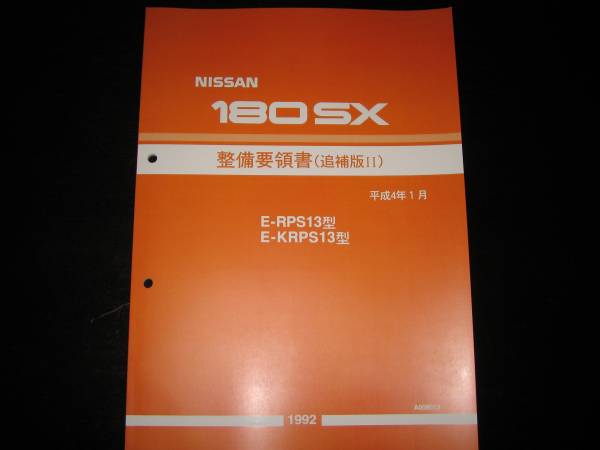 NISSAN
180SX
整備要領書(追補版II)
平成4年1月
E-RPS13型
E-KRPS13型
1992